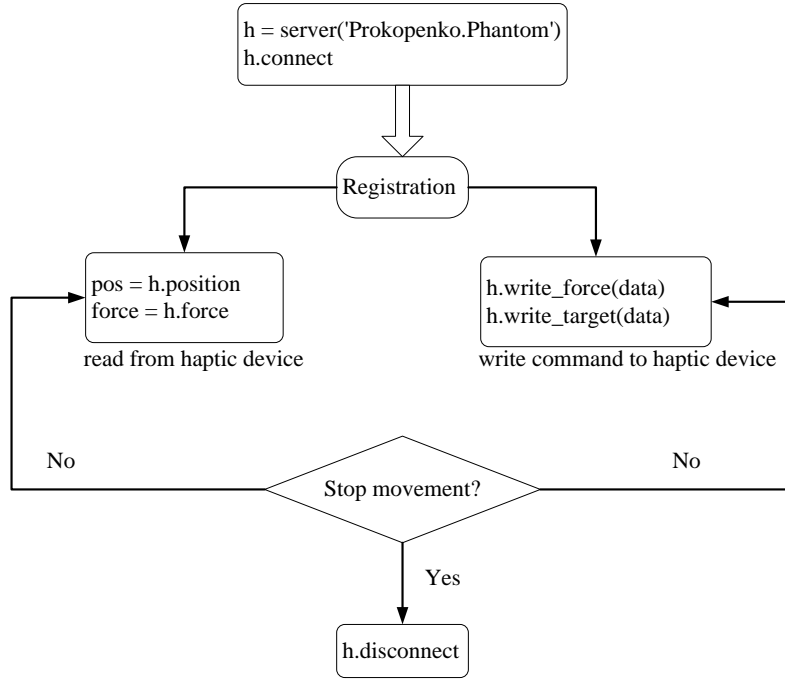 h = server('Prokopenko.Phantom')
h.connect
Registration
pos = h.position
force = h.force
read from haptic device
h.write_force(data)
h.write_target(data)
write command to haptic device
No
Stop movement?
No
Yes
h.disconnect